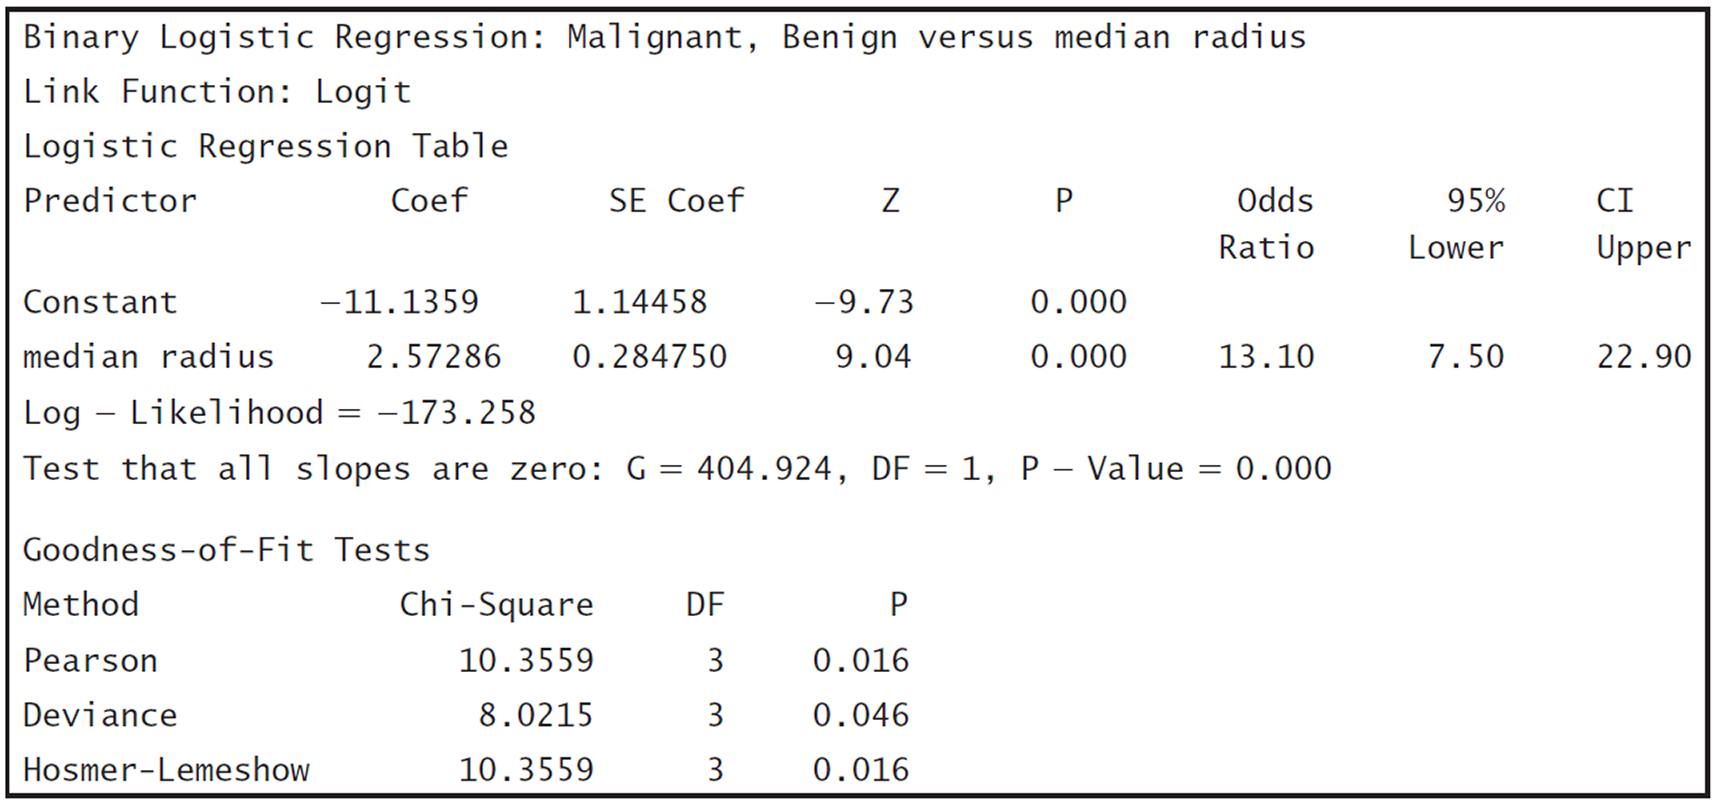 Binary Logistic Regression: Malignant, Benign versus median radius
Link Function: Logit
Logistic Regression Table
Predictor Coef SE Coef Z P Odds 95% CI
Ratio Lower Upper
Constant −11.1359 1.14458 −9.73 0.000
median radius 2.57286 0.284750 9.04 0.000 13.10 7.50 22.90
Log − Likelihood = −173.258
Test that all slopes are zero: G = 404.924, DF = 1, P − Value = 0.000
Goodness-of-Fit Tests
Method Chi-Square DF P
Pearson 10.3559 3 0.016
Deviance 8.0215 3 0.046
Hosmer-Lemeshow 10.3559 3 0.016